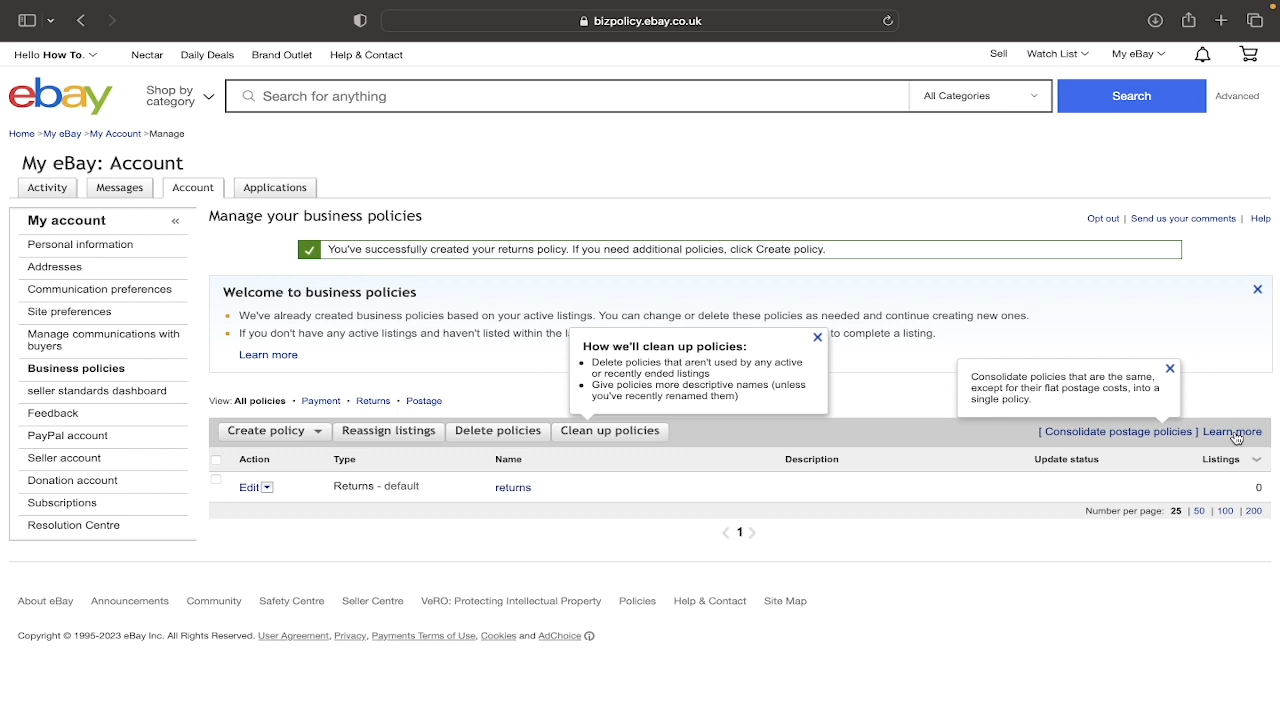 bizpolicy.ebay.co.uk
Hello How To. Nectar Daily Deals Brand Outlet Help & Contact Sell Watch List My eBay
ebay Shop by category Search for anything All Categories Search Advanced
Home >My eBay >My Account >Manage
My eBay: Account
Activity Messages Account Applications
My account «
Personal information
Addresses
Communication preferences
Site preferences
Manage communications with
buyers
Business policies
seller standards dashboard
Feedback
PayPal account
Seller account
Donation account
Subscriptions
Resolution Centre
Manage your business policies
Opt out | Send us your comments | Help
You've successfully created your returns policy. If you need additional policies, click Create policy.
Welcome to business policies
• We've already created business policies based on your active listings. You can change or delete these policies as needed and continue creating new ones.
• If you don't have any active listings and haven't listed within the to complete a listing.
Learn more
How we'll clean up policies:
• Delete policies that aren't used by any active
or recently ended listings
• Give policies more descriptive names (unless
you've recently renamed them)
Consolidate policies that are the same,
except for their flat postage costs, into a
single policy.
View: All policies • Payment • Returns • Postage
Create policy Reassign listings Delete policies Clean up policies [ Consolidate postage policies ] Learn more
Action Type Name Description Update status Listings
Edit Returns - default returns 0
Number per page: 25 | 50 | 100 | 200
1
About eBay Announcements Community Safety Centre Seller Centre VeRO: Protecting Intellectual Property Policies Help & Contact Site Map
Copyright © 1995-2023 eBay Inc. All Rights Reserved. User Agreement, Privacy, Payments Terms of Use, Cookies and AdChoice